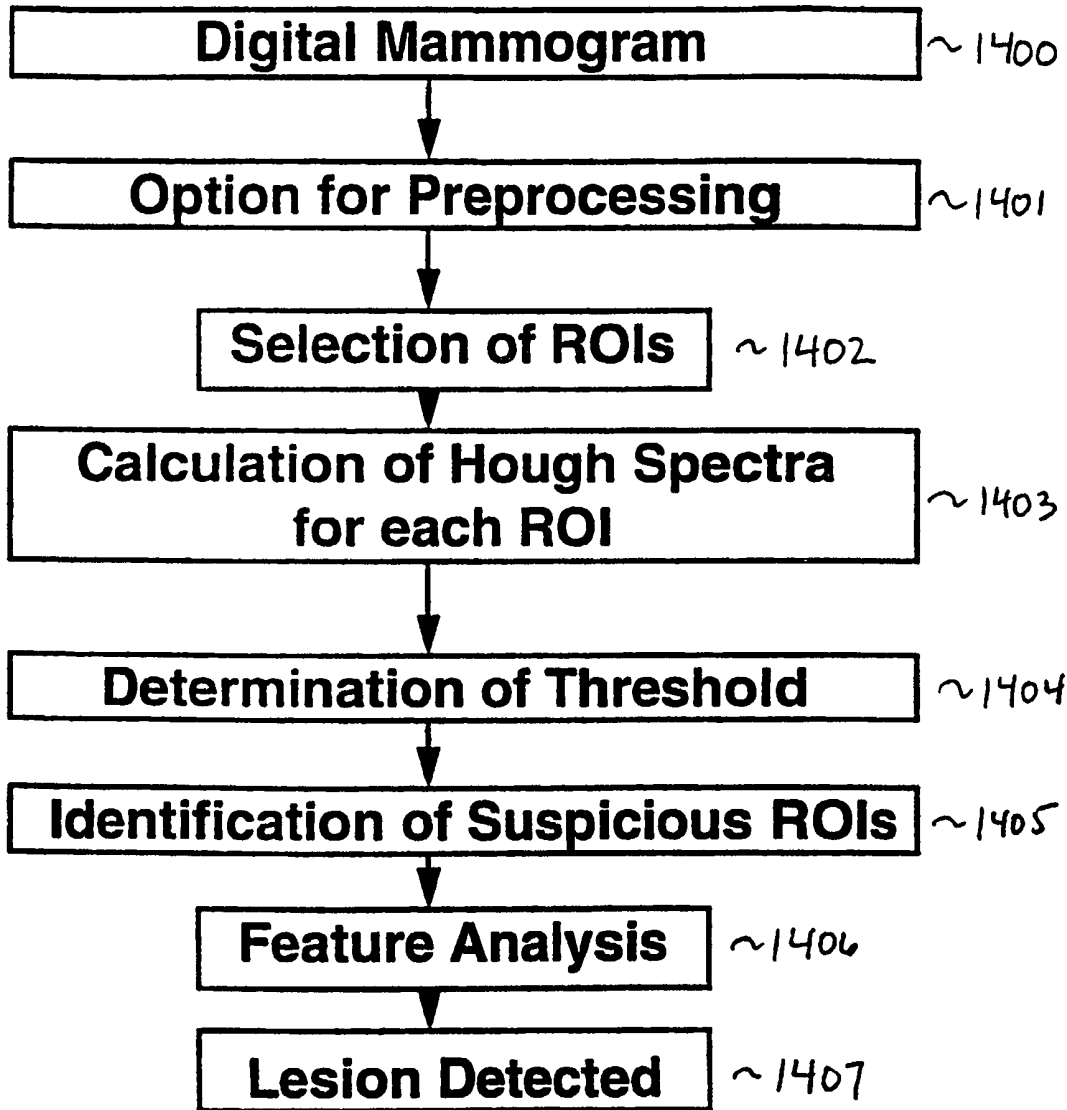 Digital Mammogram ~1400
Option for Preprocessing ~1401
Selection of ROIs ~1402
Calculation of Hough Spectra
for each ROI ~1403
Determination of Threshold ~1404
Identification of Suspicious ROIs ~1405
Feature Analysis ~1406
Lesion Detected ~1407